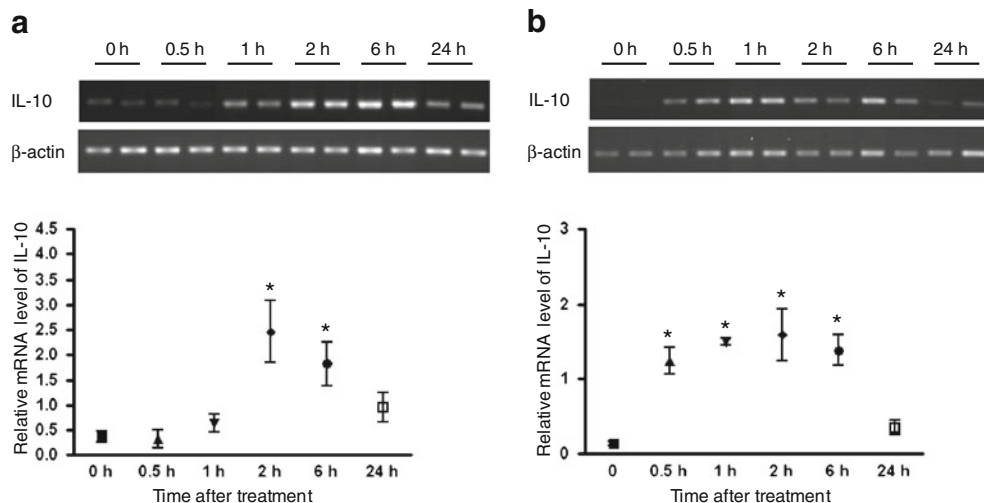 a
0 h 0.5 h 1 h 2 h 6 h 24 h
IL-10
β-actin
Relative mRNA level of IL-10
4.5
4.0
3.5
3.0
2.5
2.0
1.5
1.0
0.5
0.0
* *
0 h 0.5 h 1 h 2 h 6 h 24 h
Time after treatment
b
0 h 0.5 h 1 h 2 h 6 h 24 h
IL-10
β-actin
Relative mRNA level of IL-10
3
2
1
0
* * * *
0 0.5 h 1 h 2 h 6 h 24 h
Time after treatment